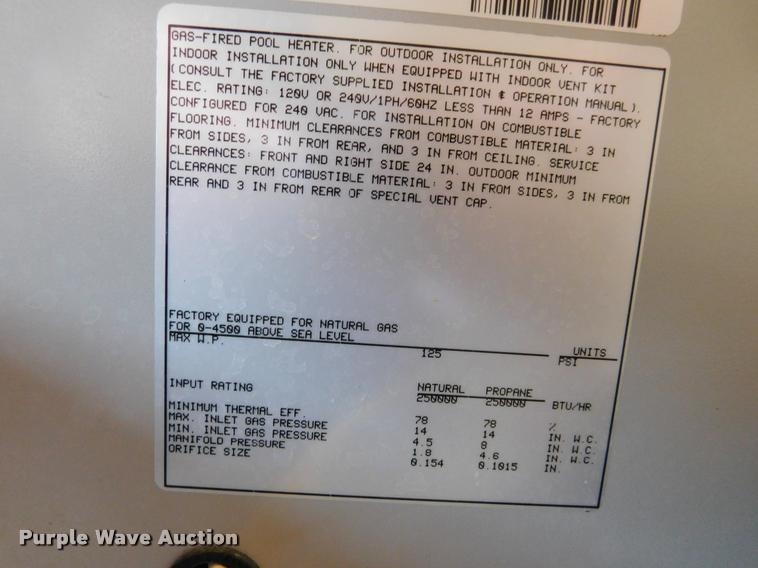 GAS-FIRED POOL HEATER. FOR OUTDOOR INSTALLATION ONLY. FOR
INDOOR INSTALLATION ONLY WHEN EQUIPPED WITH INDOOR VENT KIT
(CONSULT THE FACTORY SUPPLIED INSTALLATION & OPERATION MANUAL).
ELEC. RATING: 120V OR 240V/1PH/60HZ LESS THAN 12 AMPS - FACTORY
CONFIGURED FOR 240 VAC. FOR INSTALLATION ON COMBUSTIBLE
FLOORING. MINIMUM CLEARANCES FROM COMBUSTIBLE MATERIAL: 3 IN
FROM SIDES, 3 IN FROM REAR, AND 3 IN FROM CEILING. SERVICE
CLEARANCES: FRONT AND RIGHT SIDE 24 IN. OUTDOOR MINIMUM
CLEARANCE FROM COMBUSTIBLE MATERIAL: 3 IN FROM SIDES, 3 IN FROM
REAR AND 3 IN FROM REAR OF SPECIAL VENT CAP.
FACTORY EQUIPPED FOR NATURAL GAS
FOR 0-4500 ABOVE SEA LEVEL
UNITS
MAX W.P. 125 PSI
NATURAL PROPANE
INPUT RATING 250000 250000 BTU/HR
MINIMUM THERMAL EFF. 78 78 %
MAX. INLET GAS PRESSURE 14 14 IN. W.C.
MIN. INLET GAS PRESSURE 4.5 8 IN. W.C.
MANIFOLD PRESSURE 1.8 4.6 IN. W.C.
ORIFICE SIZE 0.154 0.1015 IN.
Purple Wave Auction